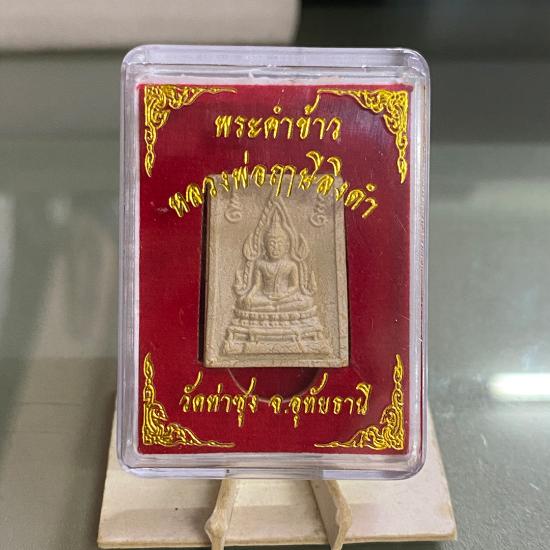 พระคำข้าว
หลวงพ่อฤาษีลิงดำ
วัดท่าซุง จ.อุทัยธานี